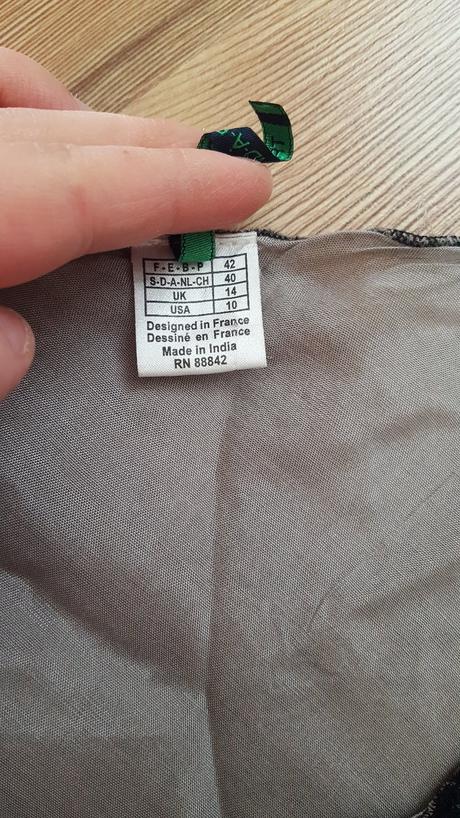 F - E - B - P 42
S-D-A-NL-CH 40
UK 14
USA 10
Designed in France
Dessiné en France
Made in India
RN 88842